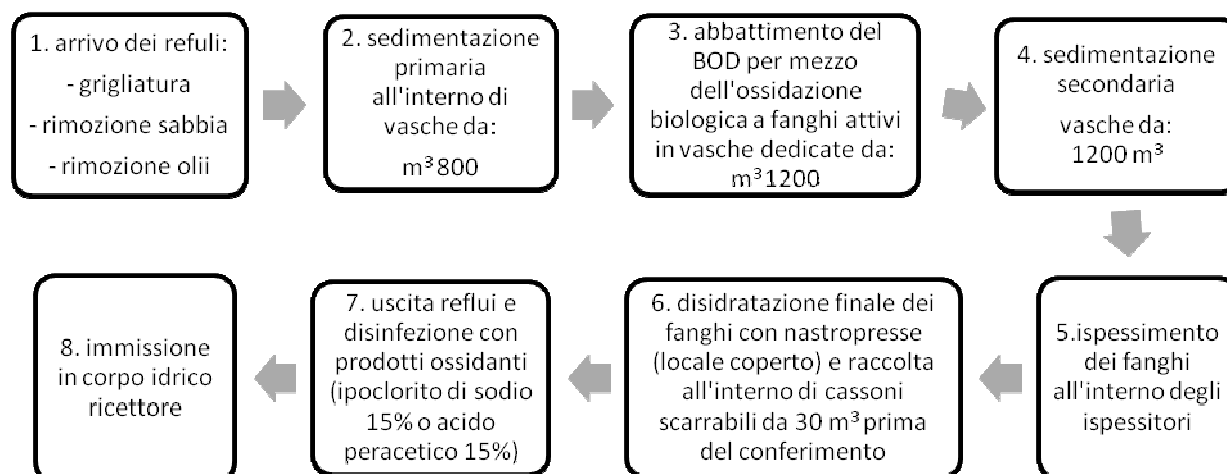 1. arrivo dei refuli:
- grigliatura
- rimozione sabbia
- rimozione olii
2. sedimentazione
primaria
all'interno di
vasche da:
m³ 800
3. abbattimento del
BOD per mezzo
dell'ossidazione
biologica a fanghi attivi
in vasche dedicate da:
m³ 1200
4. sedimentazione
secondaria
vasche da:
1200 m³
5.ispessimento
dei fanghi
all'interno degli
ispessitori
6. disidratazione finale dei
fanghi con nastropresse
(locale coperto) e raccolta
all'interno di cassoni
scarrabili da 30 m³ prima
del conferimento
7. uscita reflui e
disinfezione con
prodotti ossidanti
(ipoclorito di sodio
15% o acido
peracetico 15%)
8. immissione
in corpo idrico
ricettore